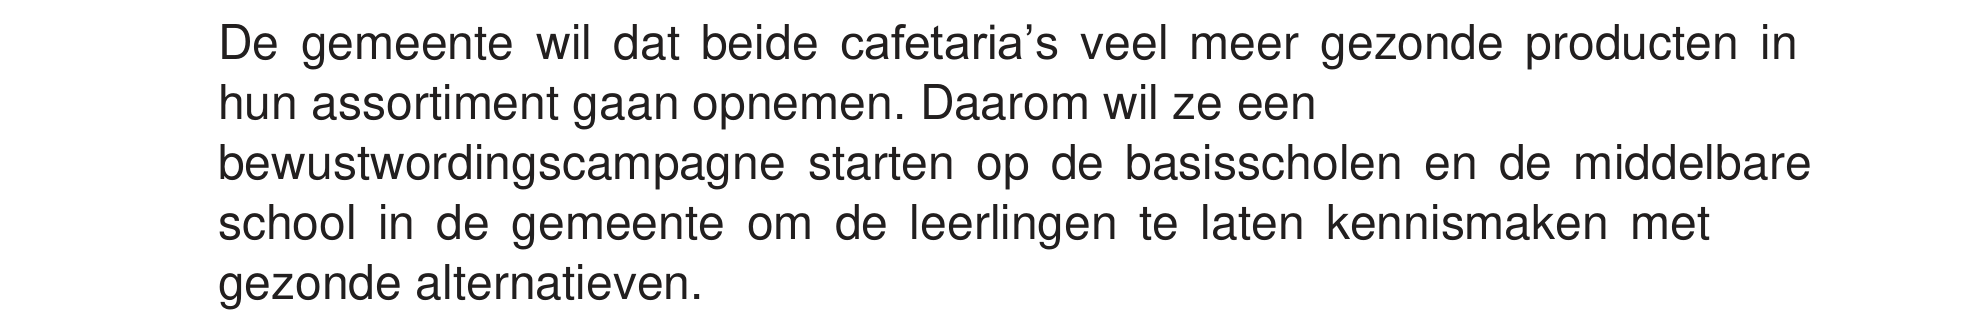 De gemeente wil dat beide cafetaria’s veel meer gezonde producten in
hun assortiment gaan opnemen. Daarom wil ze een
bewustwordingscampagne starten op de basisscholen en de middelbare
school in de gemeente om de leerlingen te laten kennismaken met
gezonde alternatieven.